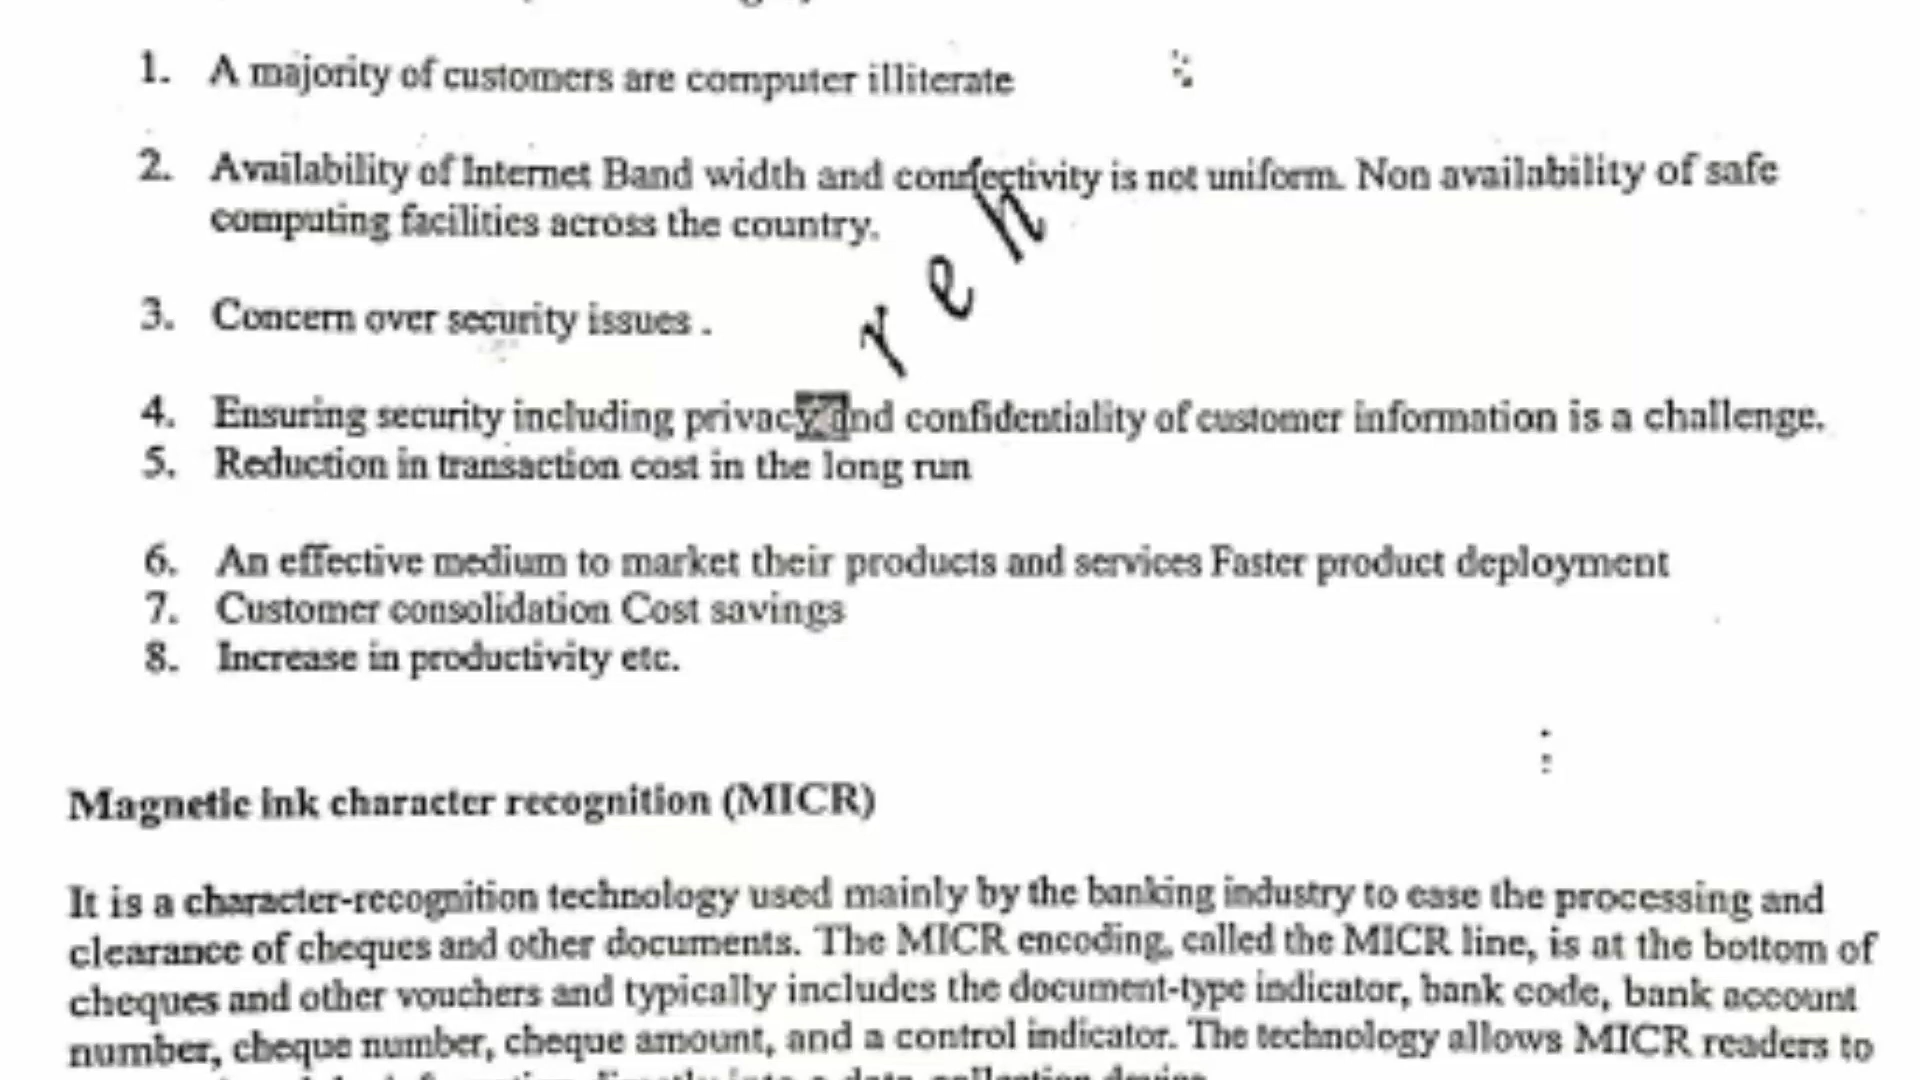 1. A majority of customers are computer illiterate
2. Availability of Internet Band width and connectivity is not uniform. Non availability of safe
computing facilities across the country.
reh
3. Concern over security issues .
4. Ensuring security including privacy and confidentiality of customer information is a challenge.
5. Reduction in transaction cost in the long run
6. An effective medium to market their products and services Faster product deployment
7. Customer consolidation Cost savings
8. Increase in productivity etc.
Magnetic ink character recognition (MICR)
It is a character-recognition technology used mainly by the banking industry to ease the processing and
clearance of cheques and other documents. The MICR encoding, called the MICR line, is at the bottom of
cheques and other vouchers and typically includes the document-type indicator, bank code, bank account
number, cheque number, cheque amount, and a control indicator. The technology allows MICR readers to
information directly into a data-collection device